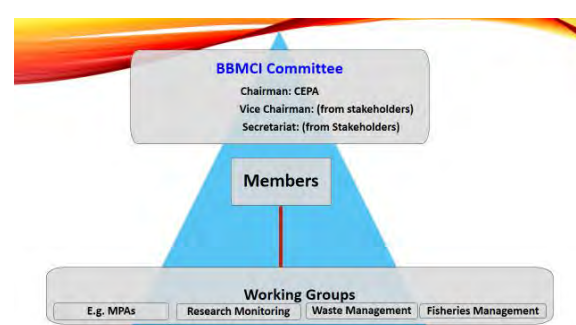 BBMCI Committee
Chairman: CEPA
Vice Chairman: (from stakeholders)
Secretariat: (from Stakeholders)
Members
Working Groups
E.g. MPAs
Research Monitoring
Waste Management
Fisheries Management